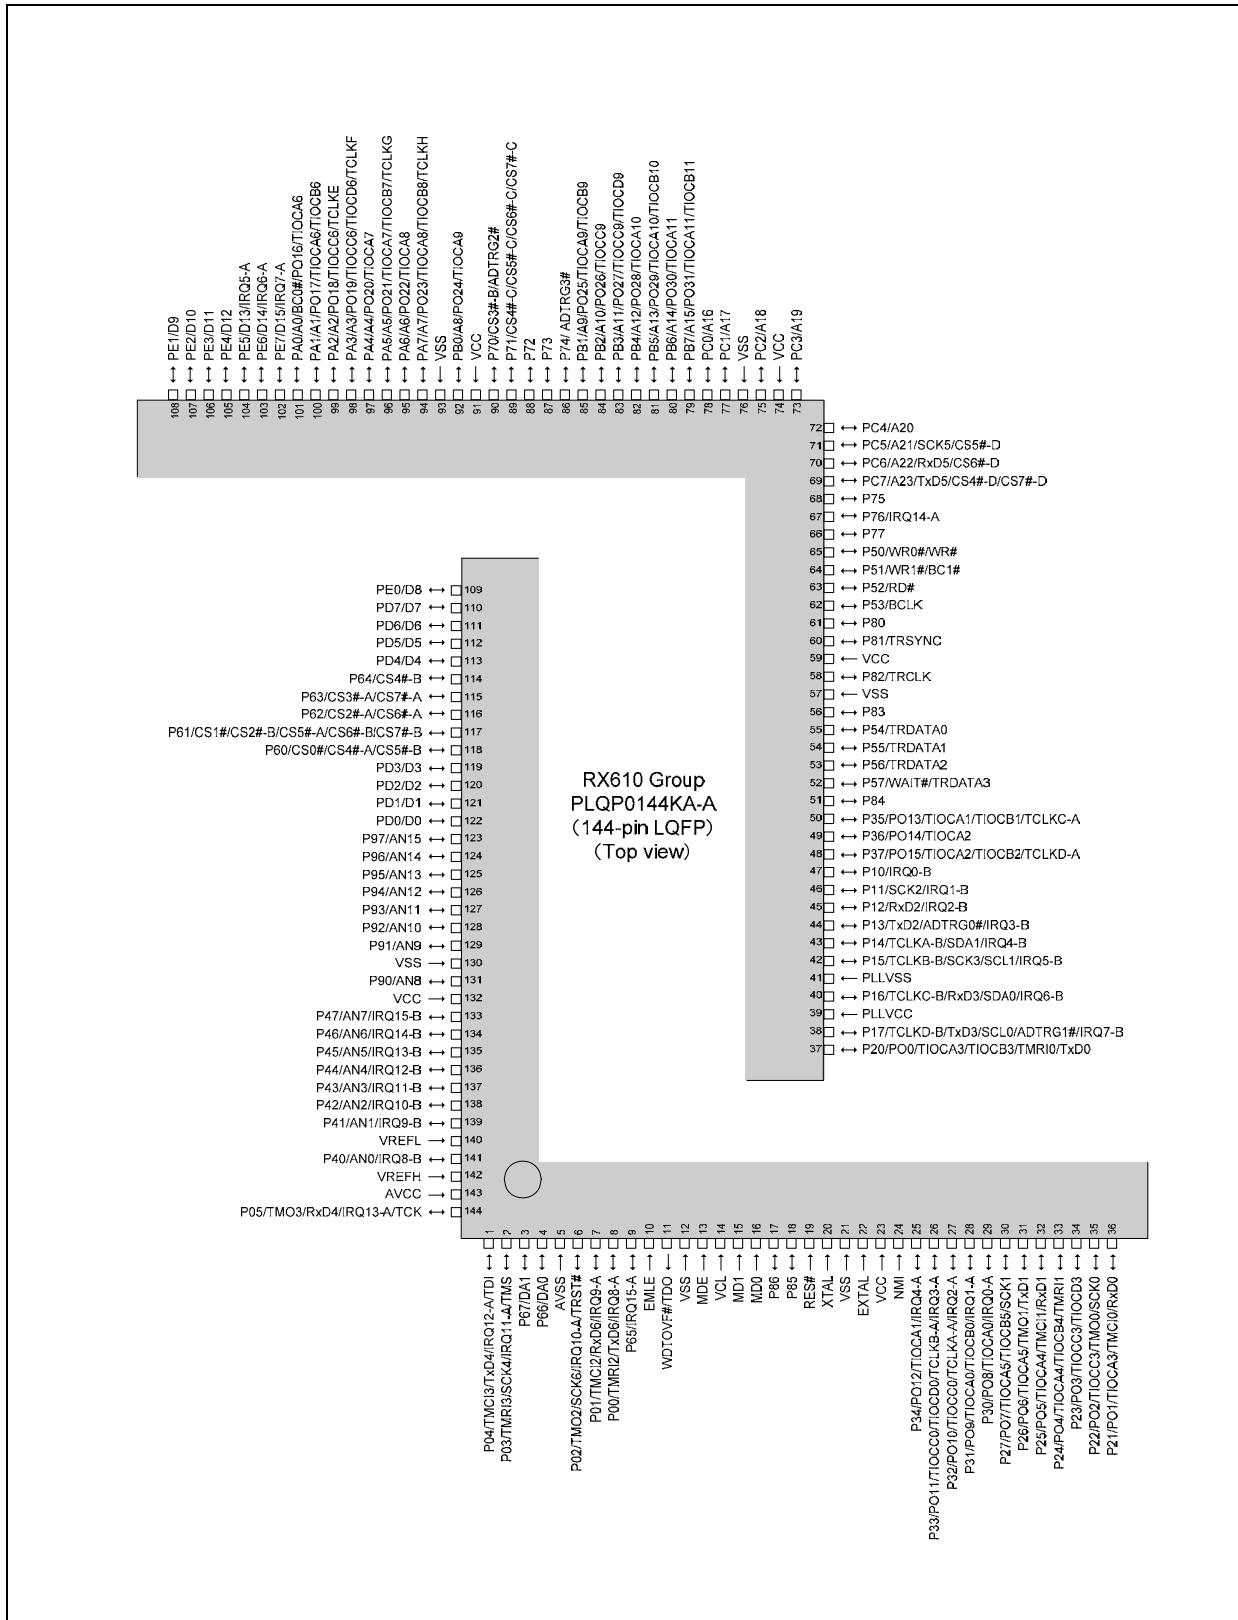 PE1/D9
PE2/D10
PE3/D11
PE4/D12
PE5/D13/IRQ5-A
PE6/D14/IRQ6-A
PE7/D15/IRQ7-A
PA0/A0/BC0#/PO16/TIOCA6
PA1/A1/PO17/TIOCA6/TIOCB6
PA2/A2/PO18/TIOCC6/TCLKE
PA3/A3/PO19/TIOCC6/TIOCD6/TCLKF
PA4/A4/PO20/TIOCA7
PA5/A5/PO21/TIOCA7/TIOCB7/TCLKG
PA6/A6/PO22/TIOCA8
PA7/A7/PO23/TIOCA8/TIOCB8/TCLKH
VSS
PB0/A8/PO24/TIOCA9
VCC
P70/CS3#-B/ADTRG2#
P71/CS4#-C/CS5#-C/CS6#-C/CS7#-C
P72
P73
P74/ ADTRG3#
PB1/A9/PO25/TIOCA9/TIOCB9
PB2/A10/PO26/TIOCC9
PB3/A11/PO27/TIOCC9/TIOCD9
PB4/A12/PO28/TIOCA10
PB5/A13/PO29/TIOCA10/TIOCB10
PB6/A14/PO30/TIOCA11
PB7/A15/PO31/TIOCA11/TIOCB11
PC0/A16
PC1/A17
VSS
PC2/A18
VCC
PC3/A19
108
107
106
105
104
103
102
101
100
99
98
97
96
95
94
93
92
91
90
89
88
87
86
85
84
83
82
81
80
79
78
77
76
75
74
73
72 PC4/A20
71 PC5/A21/SCK5/CS5#-D
70 PC6/A22/RxD5/CS6#-D
69 PC7/A23/TxD5/CS4#-D/CS7#-D
68 P75
67 P76/IRQ14-A
66 P77
65 P50/WR0#/WR#
64 P51/WR1#/BC1#
63 P52/RD#
62 P53/BCLK
61 P80
60 P81/TRSYNC
59 VCC
58 P82/TRCLK
57 VSS
56 P83
55 P54/TRDATA0
54 P55/TRDATA1
53 P56/TRDATA2
52 P57/WAIT#/TRDATA3
51 P84
50 P35/PO13/TIOCA1/TIOCB1/TCLKC-A
49 P36/PO14/TIOCA2
48 P37/PO15/TIOCA2/TIOCB2/TCLKD-A
47 P10/IRQ0-B
46 P11/SCK2/IRQ1-B
45 P12/RxD2/IRQ2-B
44 P13/TxD2/ADTRG0#/IRQ3-B
43 P14/TCLKA-B/SDA1/IRQ4-B
42 P15/TCLKB-B/SCK3/SCL1/IRQ5-B
41 PLLVSS
40 P16/TCLKC-B/RxD3/SDA0/IRQ6-B
39 PLLVCC
38 P17/TCLKD-B/TxD3/SCL0/ADTRG1#/IRQ7-B
37 P20/PO0/TIOCA3/TIOCB3/TMRI0/TxD0
PE0/D8 109
PD7/D7 110
PD6/D6 111
PD5/D5 112
PD4/D4 113
P64/CS4#-B 114
P63/CS3#-A/CS7#-A 115
P62/CS2#-A/CS6#-A 116
P61/CS1#/CS2#-B/CS5#-A/CS6#-B/CS7#-B 117
P60/CS0#/CS4#-A/CS5#-B 118
PD3/D3 119
PD2/D2 120
PD1/D1 121
PD0/D0 122
P97/AN15 123
P96/AN14 124
P95/AN13 125
P94/AN12 126
P93/AN11 127
P92/AN10 128
P91/AN9 129
VSS 130
P90/AN8 131
VCC 132
P47/AN7/IRQ15-B 133
P46/AN6/IRQ14-B 134
P45/AN5/IRQ13-B 135
P44/AN4/IRQ12-B 136
P43/AN3/IRQ11-B 137
P42/AN2/IRQ10-B 138
P41/AN1/IRQ9-B 139
VREFL 140
P40/AN0/IRQ8-B 141
VREFH 142
AVCC 143
P05/TMO3/RxD4/IRQ13-A/TCK 144
RX610 Group
PLQP0144KA-A
(144-pin LQFP)
(Top view)
1
2
3
4
5
6
7
8
9
10
11
12
13
14
15
16
17
18
19
20
21
22
23
24
25
26
27
28
29
30
31
32
33
34
35
36
P04/TMCI3/TxD4/IRQ12-A/TDI
P03/TMRI3/SCK4/IRQ11-A/TMS
P67/DA1
P66/DA0
AVSS
P02/TMO2/SCK6/IRQ10-A/TRST#
P01/TMCI2/RxD6/IRQ9-A
P00/TMRI2/TxD6/IRQ8-A
P65/IRQ15-A
EMLE
WDTOVF#/TDO
VSS
MDE
VCL
MD1
MD0
P86
P85
RES#
XTAL
VSS
EXTAL
VCC
NMI
P34/PO12/TIOCA1/IRQ4-A
P33/PO11/TIOCC0/TIOCD0/TCLKB-A/IRQ3-A
P32/PO10/TIOCC0/TCLKA-A/IRQ2-A
P31/PO9/TIOCA0/TIOCB0/IRQ1-A
P30/PO8/TIOCA0/IRQ0-A
P27/PO7/TIOCA5/TIOCB5/SCK1
P26/PO6/TIOCA5/TMO1/TxD1
P25/PO5/TIOCA4/TMCI1/RxD1
P24/PO4/TIOCA4/TIOCB4/TMRI1
P23/PO3/TIOCC3/TIOCD3
P22/PO2/TIOCC3/TMO0/SCK0
P21/PO1/TIOCA3/TMCI0/RxD0